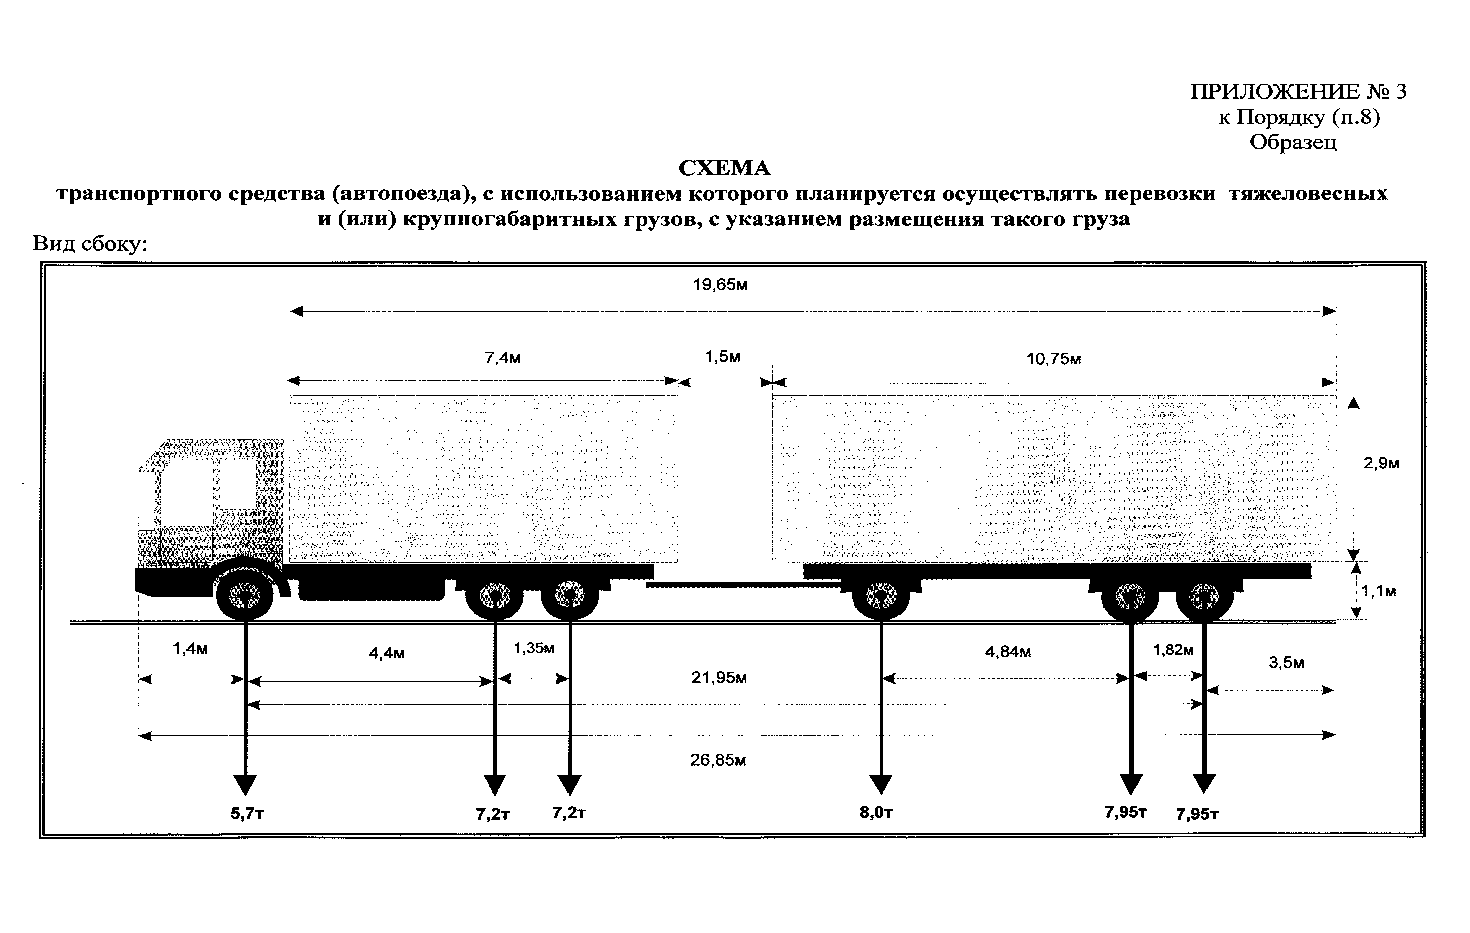 ПРИЛОЖЕНИЕ № 3
к Порядку (п.8)
Образец
СХЕМА
транспортного средства (автопоезда), с использованием которого планируется осуществлять перевозки тяжеловесных
и (или) крупногабаритных грузов, с указанием размещения такого груза
Вид сбоку:
19,65м
7,4м
1,5м
10,75м
2,9м
1,1м
1,4м
4,4м
1,35м
21,95м
4,84м
1,82м
3,5м
26,85м
5,7т
7,2т
7,2т
8,0т
7,95т
7,95т